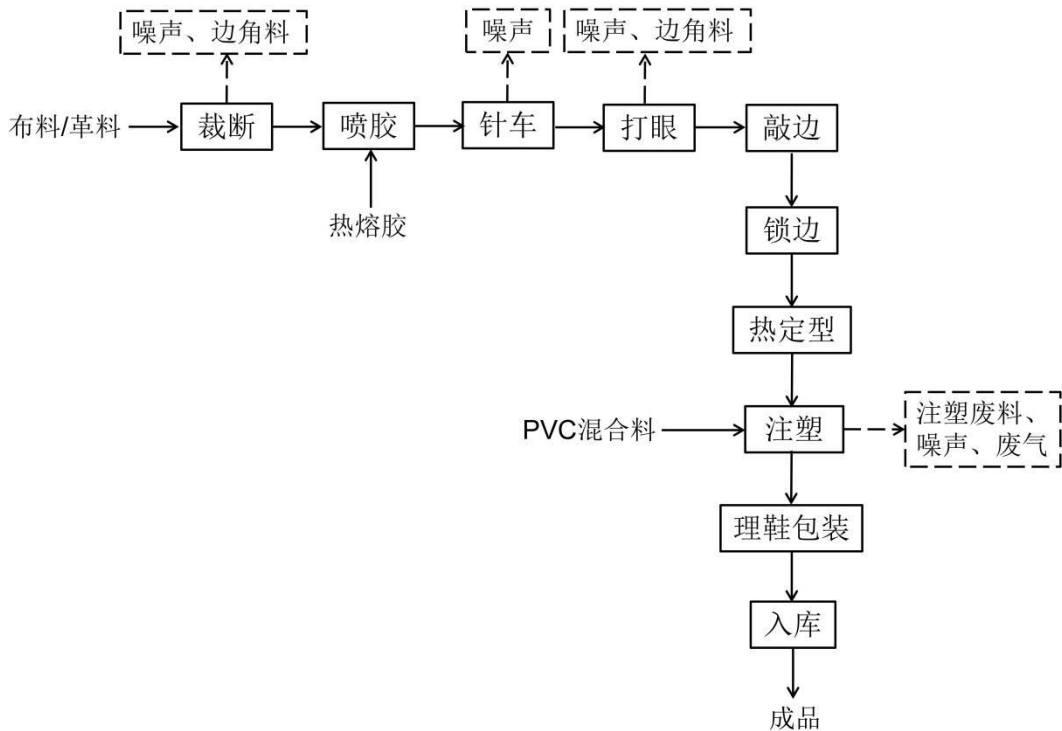 噪声、边角料
噪声
噪声、边角料
布料/革料
裁断
喷胶
针车
打眼
敲边
热熔胶
锁边
热定型
PVC混合料
注塑
注塑废料、
噪声、废气
理鞋包装
入库
成品